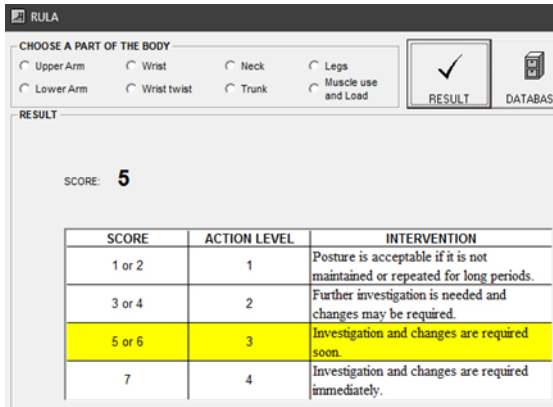 RULA
CHOOSE A PART OF THE BODY
Upper Arm Wrist Neck Legs
Lower Arm Wrist twist Trunk Muscle use and Load
RESULT DATABAS
RESULT
SCORE: 5
SCORE ACTION LEVEL INTERVENTION
1 or 2 1 Posture is acceptable if it is not
maintained or repeated for long periods.
3 or 4 2 Further investigation is needed and
changes may be required.
5 or 6 3 Investigation and changes are required
soon.
7 4 Investigation and changes are required
immediately.